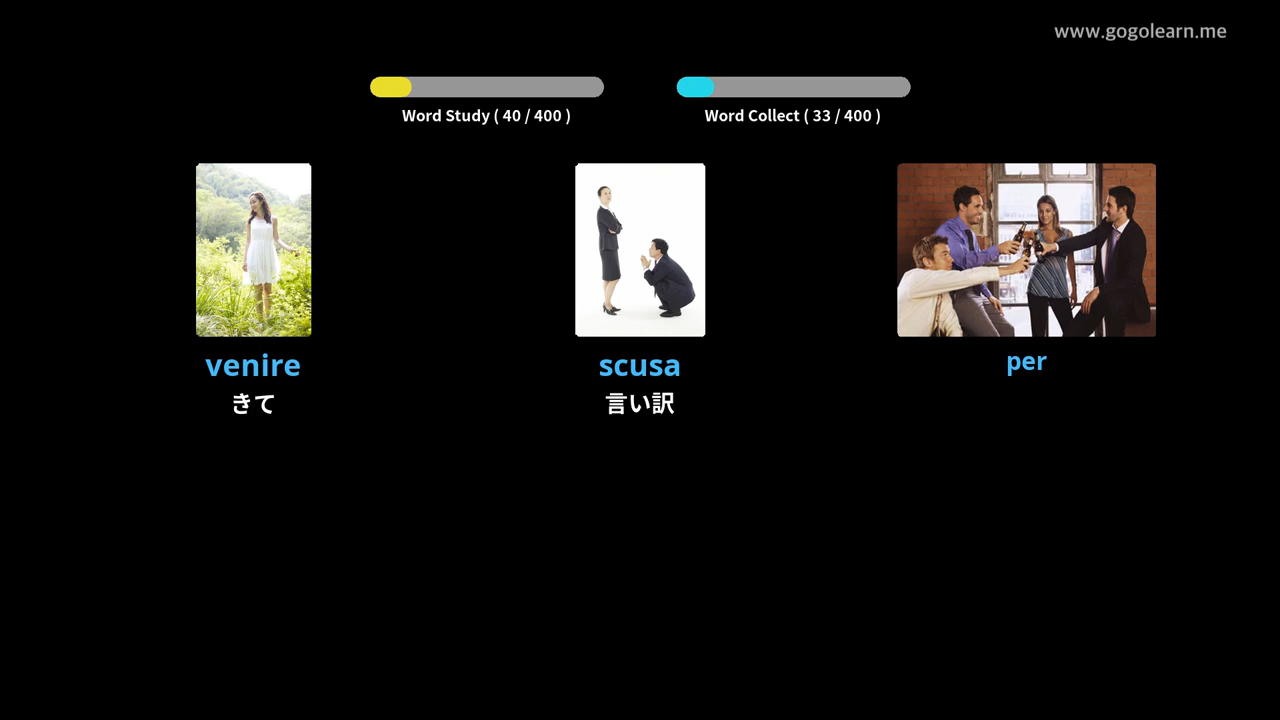 www.gogolearn.me
Word Study ( 40 / 400 )
Word Collect ( 33 / 400 )
venire
きて
scusa
言い訳
per